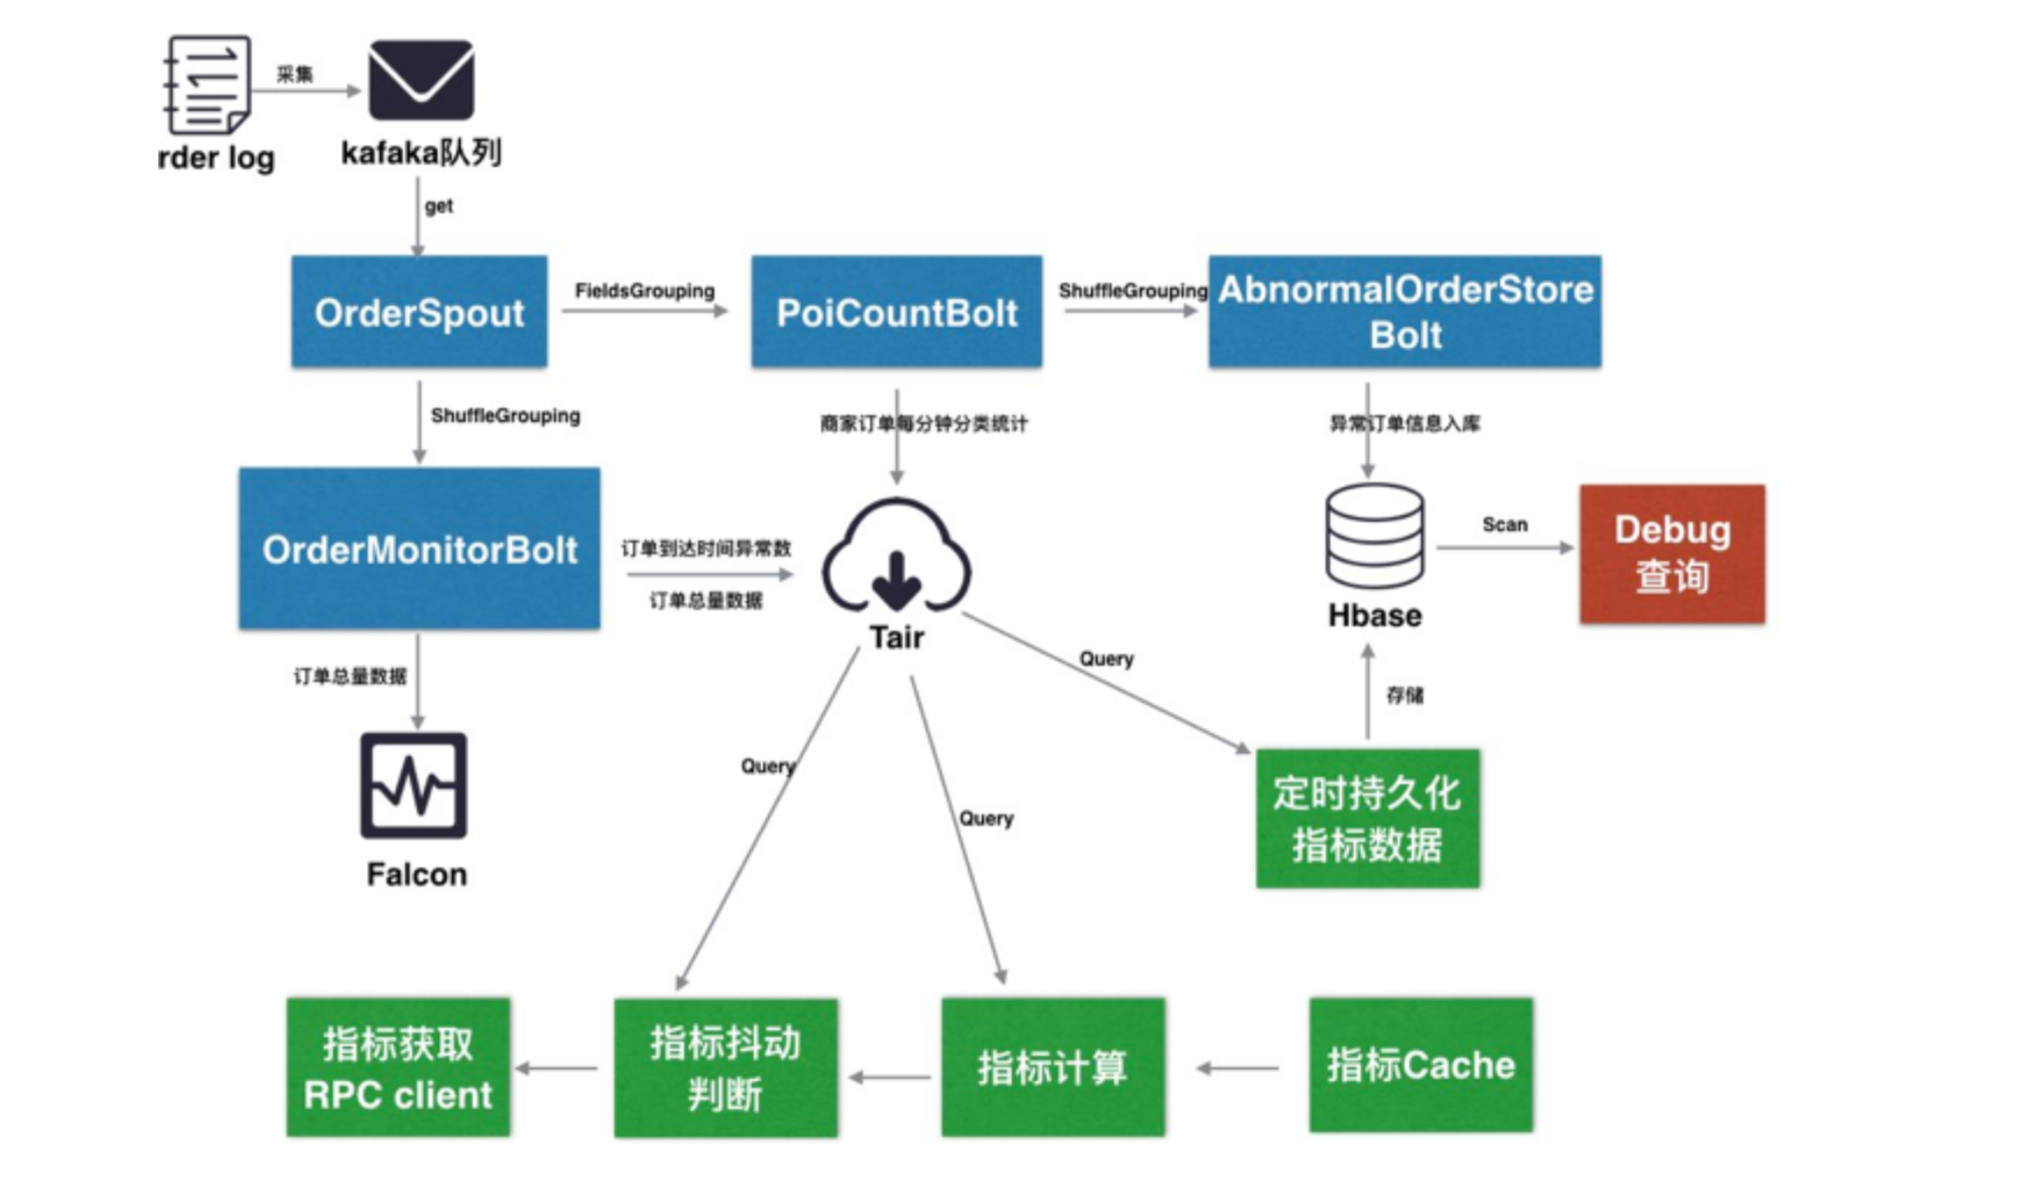 采集
rder log
kafaka队列
get
OrderSpout
FieldsGrouping
PoiCountBolt
ShuffleGrouping
AbnormalOrderStore
Bolt
ShuffleGrouping
商家订单每分钟分类统计
异常订单信息入库
OrderMonitorBolt
订单到达时间异常数
订单总量数据
Tair
Hbase
Scan
Debug
查询
订单总量数据
Falcon
Query
Query
Query
存储
定时持久化
指标数据
指标获取
RPC client
指标抖动
判断
指标计算
指标Cache